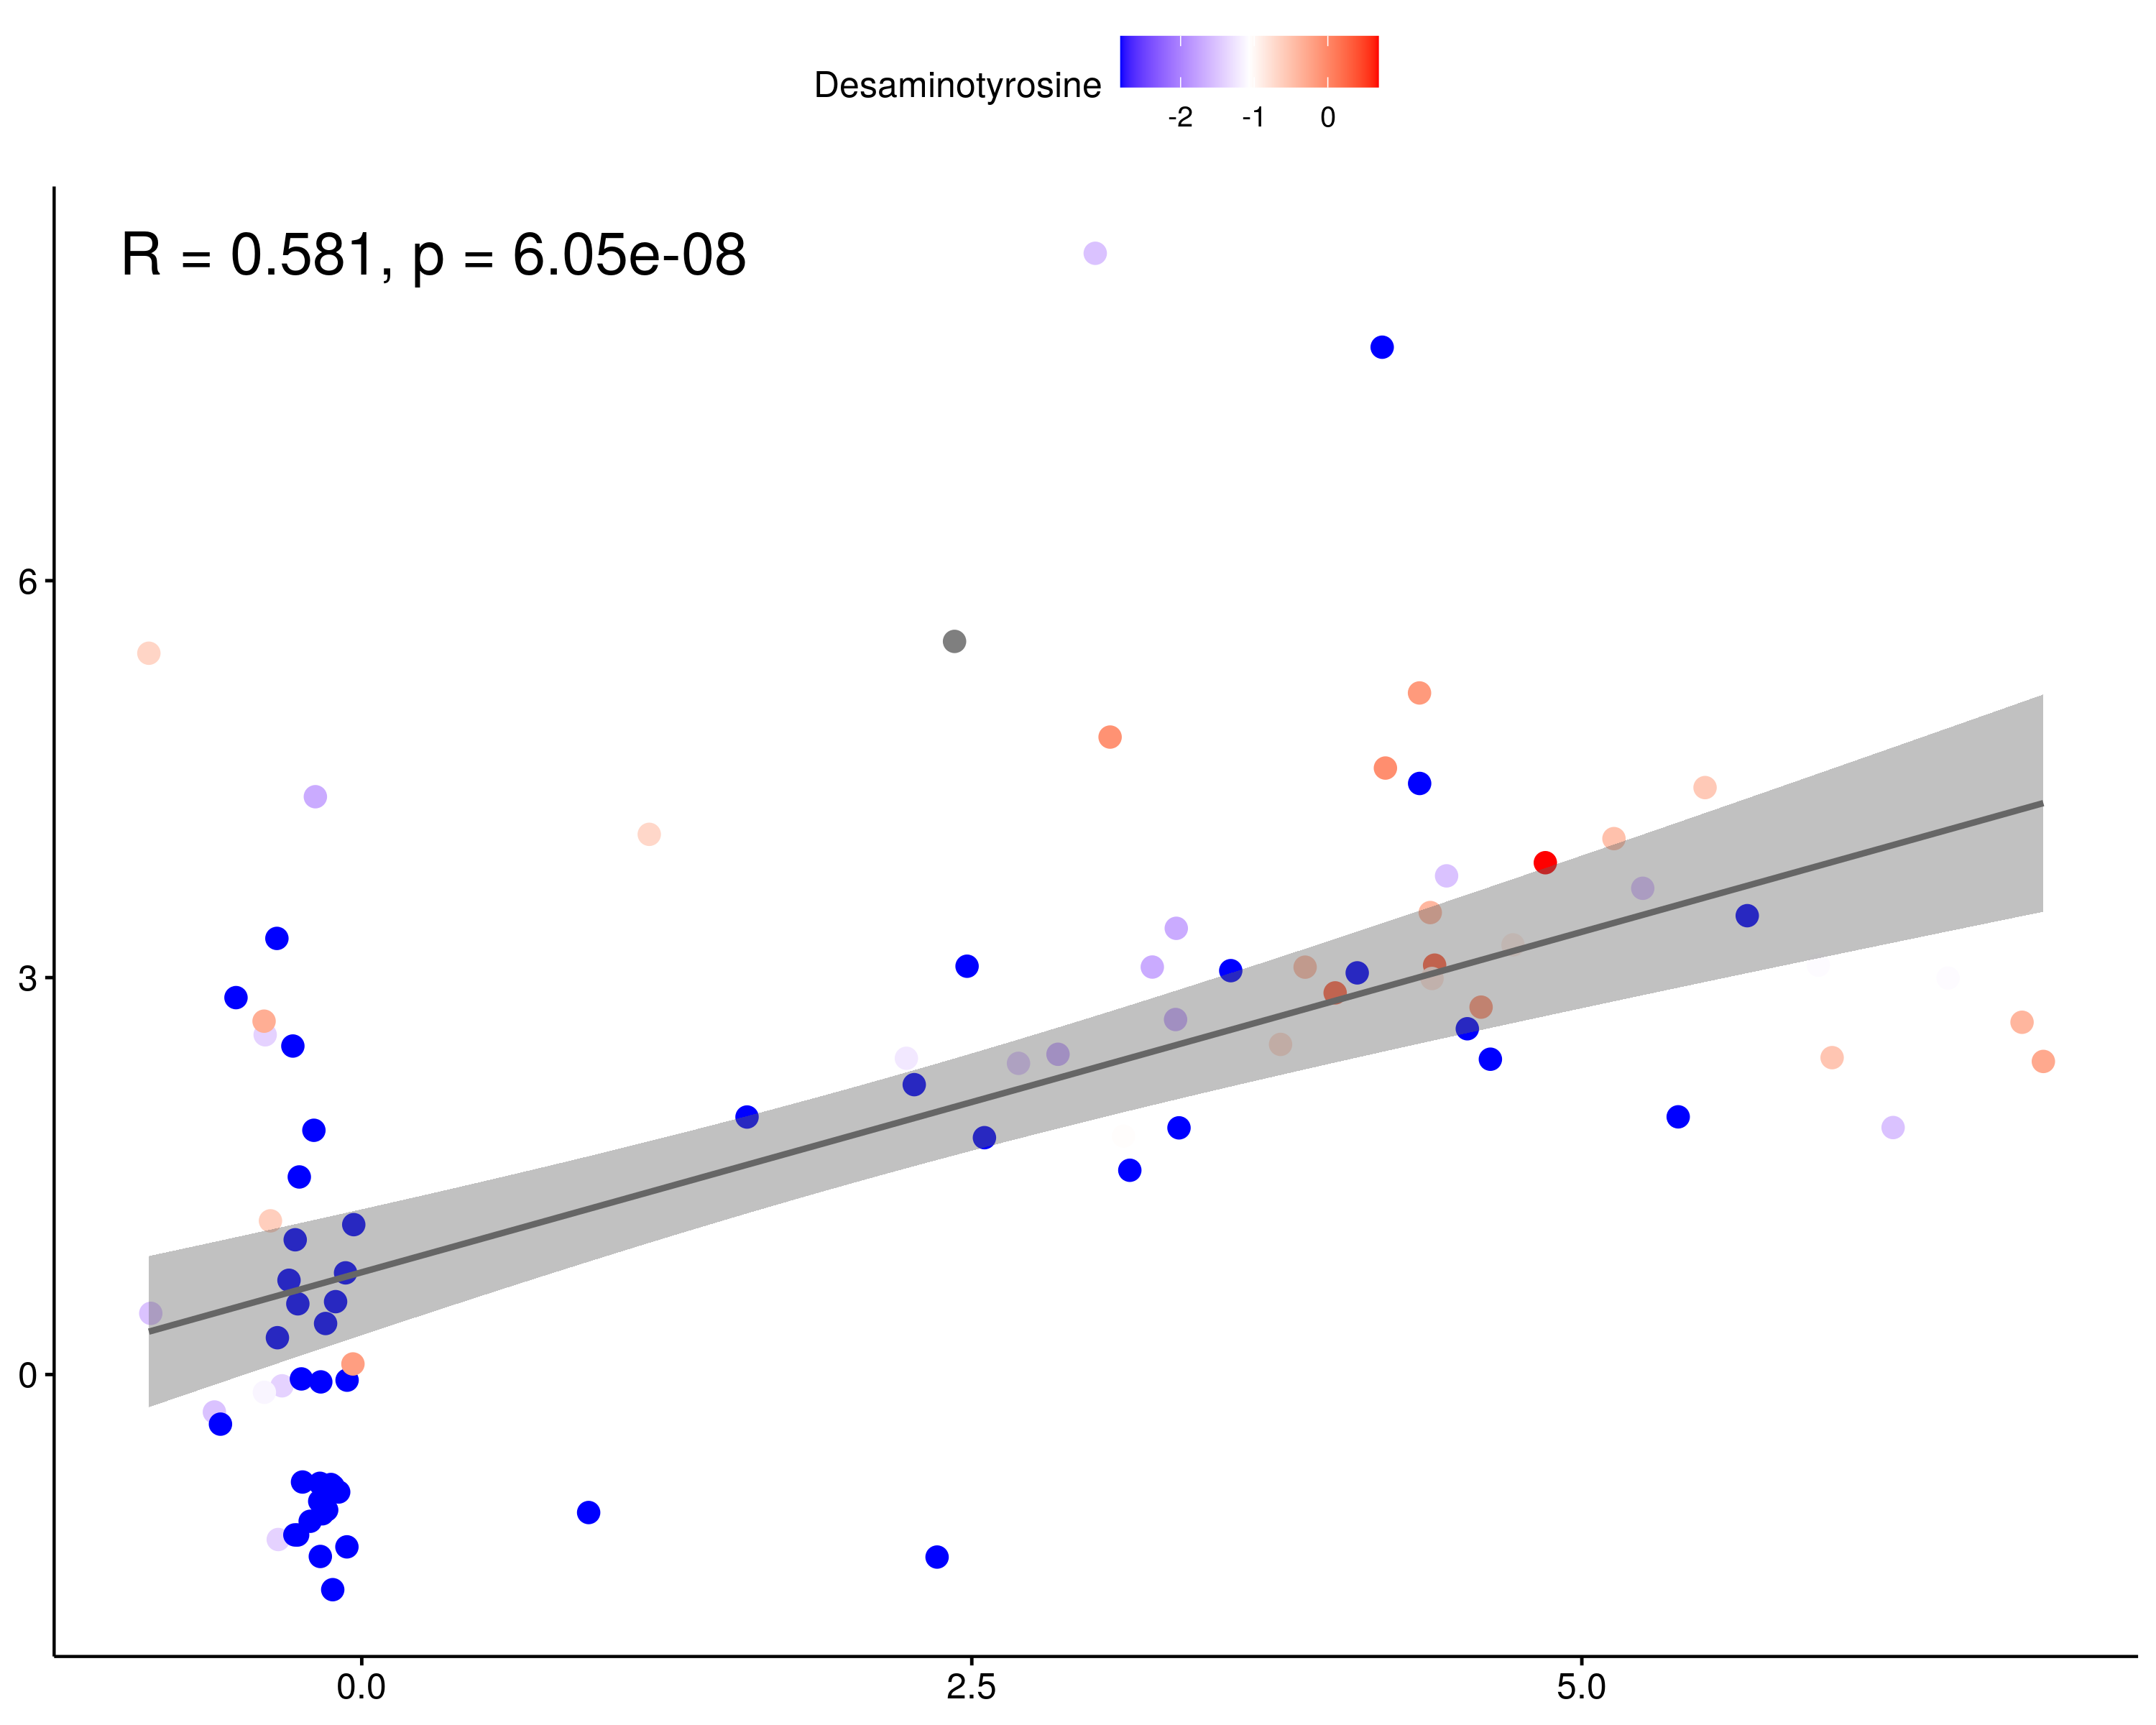 Desaminotyrosine
-2 -1 0
R = 0.581, p = 6.05e-08
6
3
0
0.0 2.5 5.0